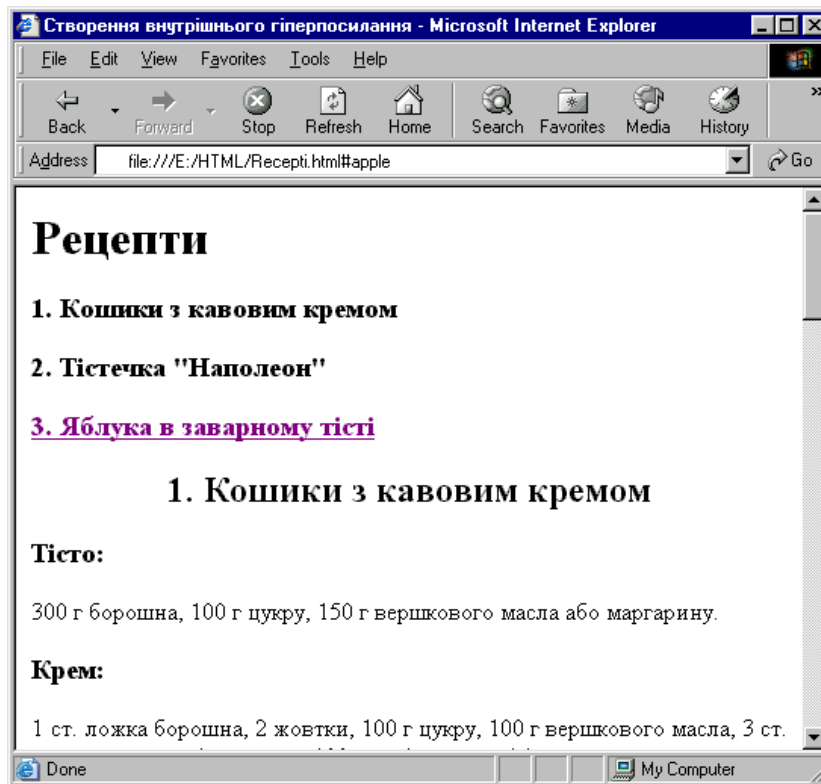 Створення внутрішнього гіперпосилання - Microsoft Internet Explorer
File Edit View Favorites Tools Help
Back Forward Stop Refresh Home Search Favorites Media History »
Address file:///E:/HTML/Recepti.html#apple Go
Рецепти
1. Кошики з кавовим кремом
2. Тістечка "Наполеон"
3. Яблука в заварному тісті
1. Кошики з кавовим кремом
Тісто:
300 г борошна, 100 г цукру, 150 г вершкового масла або маргарину.
Крем:
1 ст. ложка борошна, 2 жовтки, 100 г цукру, 100 г вершкового масла, 3 ст.
Done My Computer